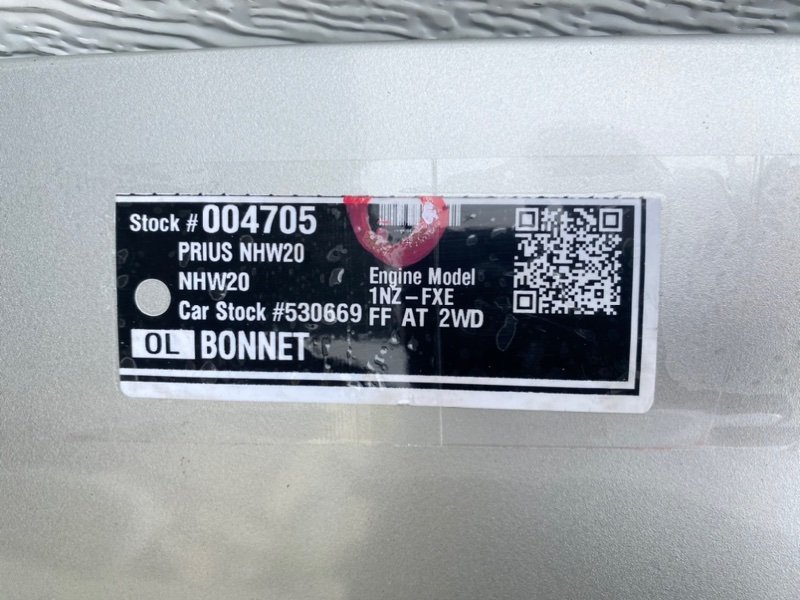 Stock # 004705
PRIUS NHW20
NHW20
Car Stock #530669
Engine Model
1NZ-FXE
FF AT 2WD
OL BONNET